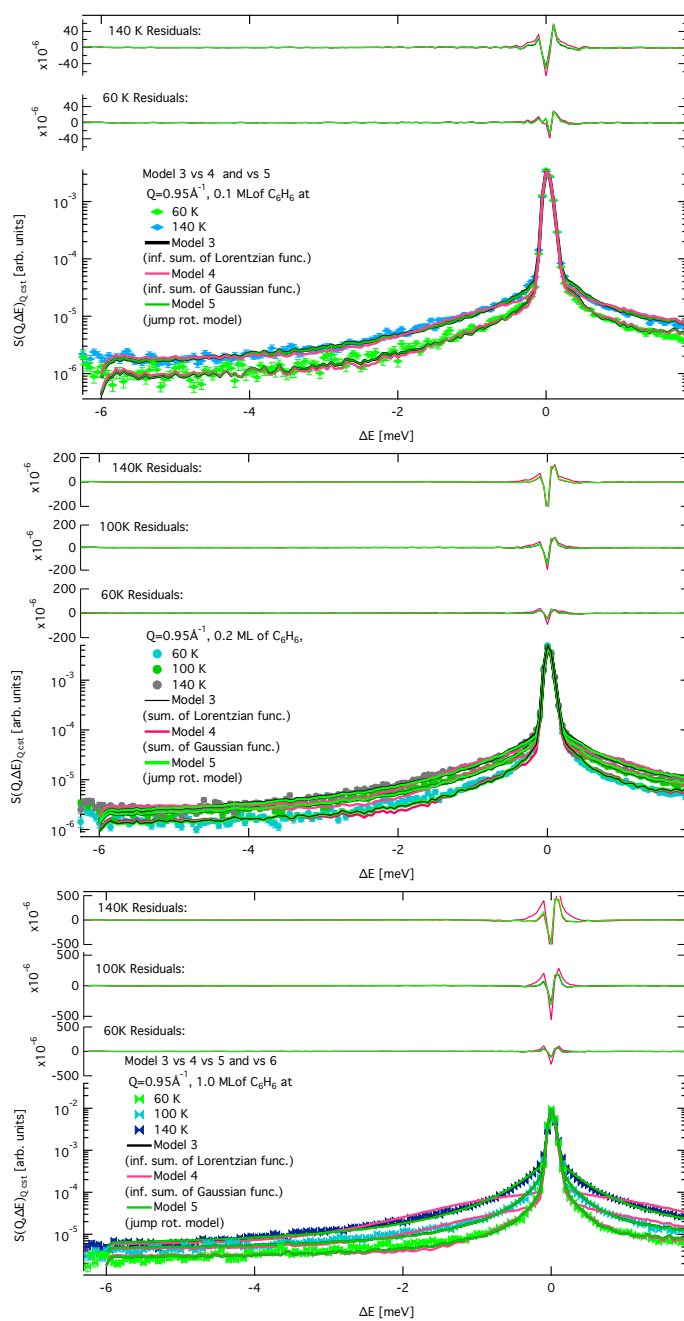 140 K Residuals:
x10⁻⁶
40
0
-40
60 K Residuals:
x10⁻⁶
40
0
-40
Model 3 vs 4 and vs 5
Q=0.95Å⁻¹, 0.1 MLof C₆H₆ at
60 K
140 K
Model 3
(inf. sum of Lorentzian func.)
Model 4
(inf. sum of Gaussian func.)
Model 5
(jump rot. model)
S(Q,ΔE)Q cst [arb. units]
10⁻³
10⁻⁴
10⁻⁵
10⁻⁶
-6 -4 -2 0
ΔE [meV]
140K Residuals:
x10⁻⁶
200
0
-200
100K Residuals:
x10⁻⁶
200
0
60K Residuals:
x10⁻⁶
200
0
-200
Q=0.95Å⁻¹, 0.2 ML of C₆H₆,
60 K
100 K
140 K
Model 3
(sum. of Lorentzian func.)
Model 4
(sum. of Gaussian func.)
Model 5
(jump rot. model)
S(Q,ΔE)Q cst [arb. units]
10⁻³
10⁻⁴
10⁻⁵
10⁻⁶
-6 -4 -2 0
ΔE [meV]
140K Residuals:
x10⁻⁶
500
0
-500
100K Residuals:
x10⁻⁶
500
0
-500
60K Residuals:
x10⁻⁶
500
0
-500
Model 3 vs 4 vs 5 and vs 6
Q=0.95Å⁻¹, 1.0 MLof C₆H₆ at
60 K
100 K
140 K
Model 3
(inf. sum of Lorentzian func.)
Model 4
(inf. sum of Gaussian func.)
Model 5
(jump rot. model)
S(Q,ΔE)Q cst [arb. units]
10⁻²
10⁻³
10⁻⁴
10⁻⁵
-6 -4 -2 0
ΔE [meV]